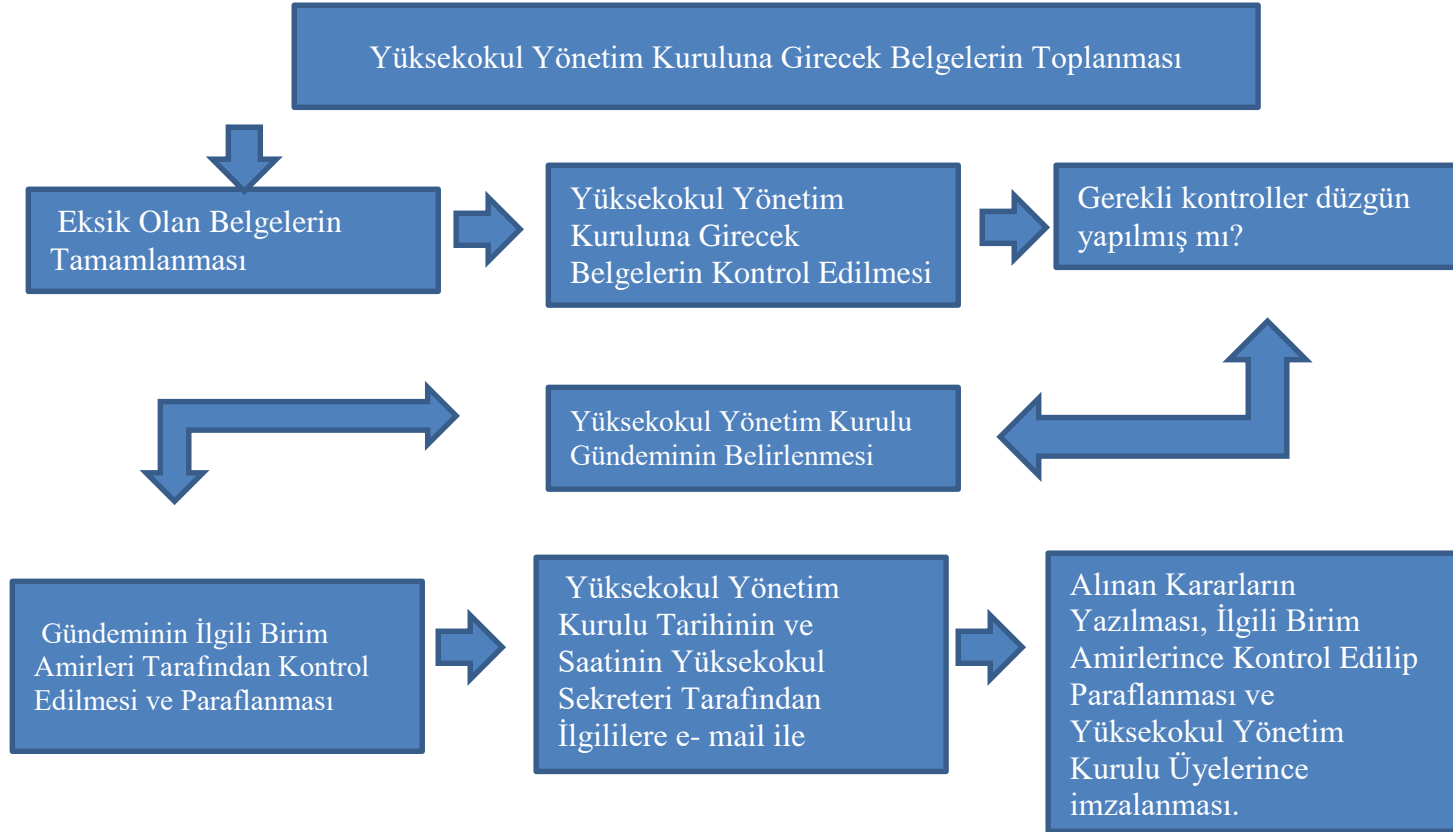 Yüksekokul Yönetim Kuruluna Girecek Belgelerin Toplanması
Eksik Olan Belgelerin
Tamamlanması
Yüksekokul Yönetim
Kuruluna Girecek
Belgelerin Kontrol Edilmesi
Gerekli kontroller düzgün
yapılmış mı?
Yüksekokul Yönetim Kurulu
Gündeminin Belirlenmesi
Gündeminin İlgili Birim
Amirleri Tarafından Kontrol
Edilmesi ve Paraflanması
Yüksekokul Yönetim
Kurulu Tarihinin ve
Saatinin Yüksekokul
Sekreteri Tarafından
İlgililere e- mail ile
Alınan Kararların
Yazılması, İlgili Birim
Amirlerince Kontrol Edilip
Paraflanması ve
Yüksekokul Yönetim
Kurulu Üyelerince
imzalanması.